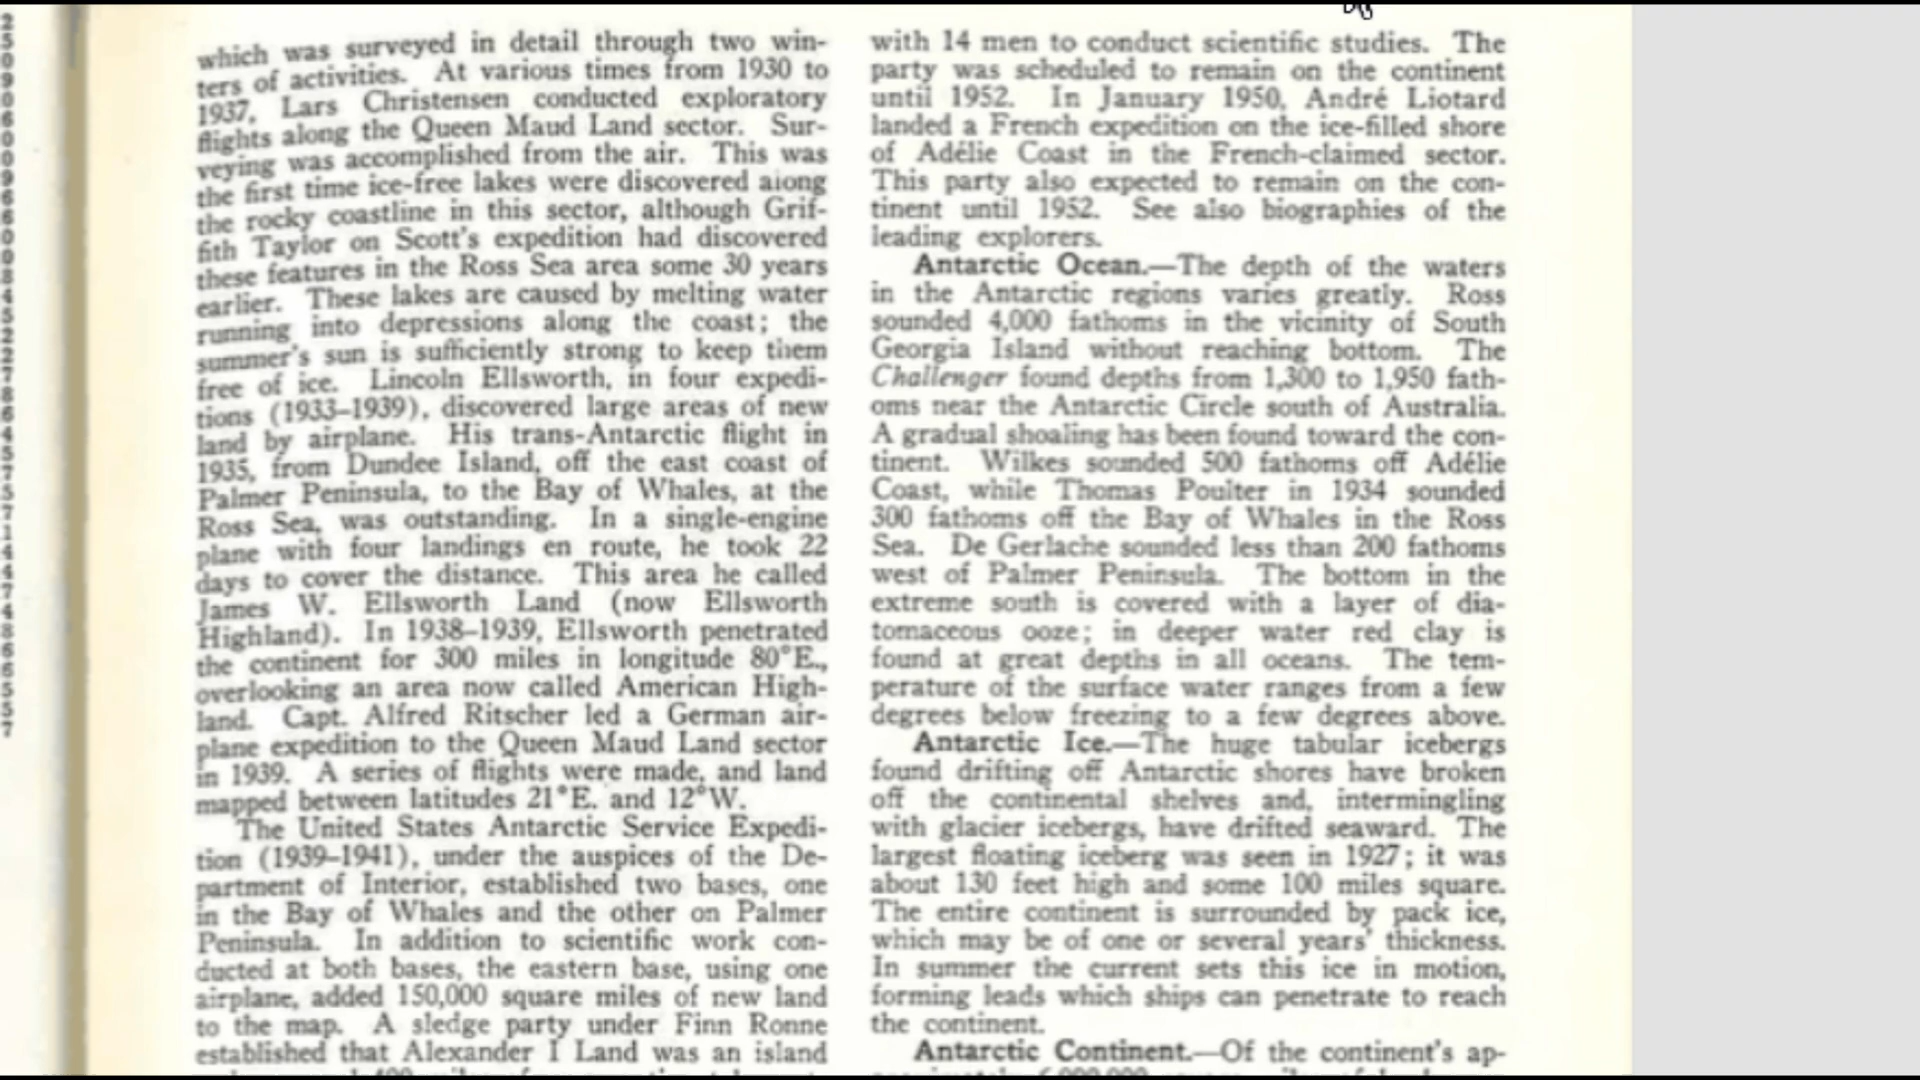 which was surveyed in detail through two win-
ters of activities. At various times from 1930 to
1937, Lars Christensen conducted exploratory
flights along the Queen Maud Land sector. Sur-
veying was accomplished from the air. This was
the first time ice-free lakes were discovered along
the rocky coastline in this sector, although Grif-
fith Taylor on Scott's expedition had discovered
these features in the Ross Sea area some 30 years
earlier. These lakes are caused by melting water
running into depressions along the coast; the
summer's sun is sufficiently strong to keep them
free of ice. Lincoln Ellsworth, in four expedi-
tions (1933–1939), discovered large areas of new
land by airplane. His trans-Antarctic flight in
1935, from Dundee Island, off the east coast of
Palmer Peninsula, to the Bay of Whales, at the
Ross Sea, was outstanding. In a single-engine
plane with four landings en route, he took 22
days to cover the distance. This area he called
James W. Ellsworth Land (now Ellsworth
Highland). In 1938–1939, Ellsworth penetrated
the continent for 300 miles in longitude 80°E.,
overlooking an area now called American High-
land. Capt. Alfred Ritscher led a German air-
plane expedition to the Queen Maud Land sector
in 1939. A series of flights were made, and land
mapped between latitudes 21°E. and 12°W.
The United States Antarctic Service Expedi-
tion (1939–1941), under the auspices of the De-
partment of Interior, established two bases, one
in the Bay of Whales and the other on Palmer
Peninsula. In addition to scientific work con-
ducted at both bases, the eastern base, using one
airplane, added 150,000 square miles of new land
to the map. A sledge party under Finn Ronne
established that Alexander I Land was an island
with 14 men to conduct scientific studies. The
party was scheduled to remain on the continent
until 1952. In January 1950, André Liotard
landed a French expedition on the ice-filled shore
of Adélie Coast in the French-claimed sector.
This party also expected to remain on the con-
tinent until 1952. See also biographies of the
leading explorers.
Antarctic Ocean.—The depth of the waters
in the Antarctic regions varies greatly. Ross
sounded 4,000 fathoms in the vicinity of South
Georgia Island without reaching bottom. The
Challenger found depths from 1,300 to 1,950 fath-
oms near the Antarctic Circle south of Australia.
A gradual shoaling has been found toward the con-
tinent. Wilkes sounded 500 fathoms off Adélie
Coast, while Thomas Poulter in 1934 sounded
300 fathoms off the Bay of Whales in the Ross
Sea. De Gerlache sounded less than 200 fathoms
west of Palmer Peninsula. The bottom in the
extreme south is covered with a layer of dia-
tomaceous ooze; in deeper water red clay is
found at great depths in all oceans. The tem-
perature of the surface water ranges from a few
degrees below freezing to a few degrees above.
Antarctic Ice.—The huge tabular icebergs
found drifting off Antarctic shores have broken
off the continental shelves and, intermingling
with glacier icebergs, have drifted seaward. The
largest floating iceberg was seen in 1927; it was
about 130 feet high and some 100 miles square.
The entire continent is surrounded by pack ice,
which may be of one or several years' thickness.
In summer the current sets this ice in motion,
forming leads which ships can penetrate to reach
the continent.
Antarctic Continent.—Of the continent's ap-